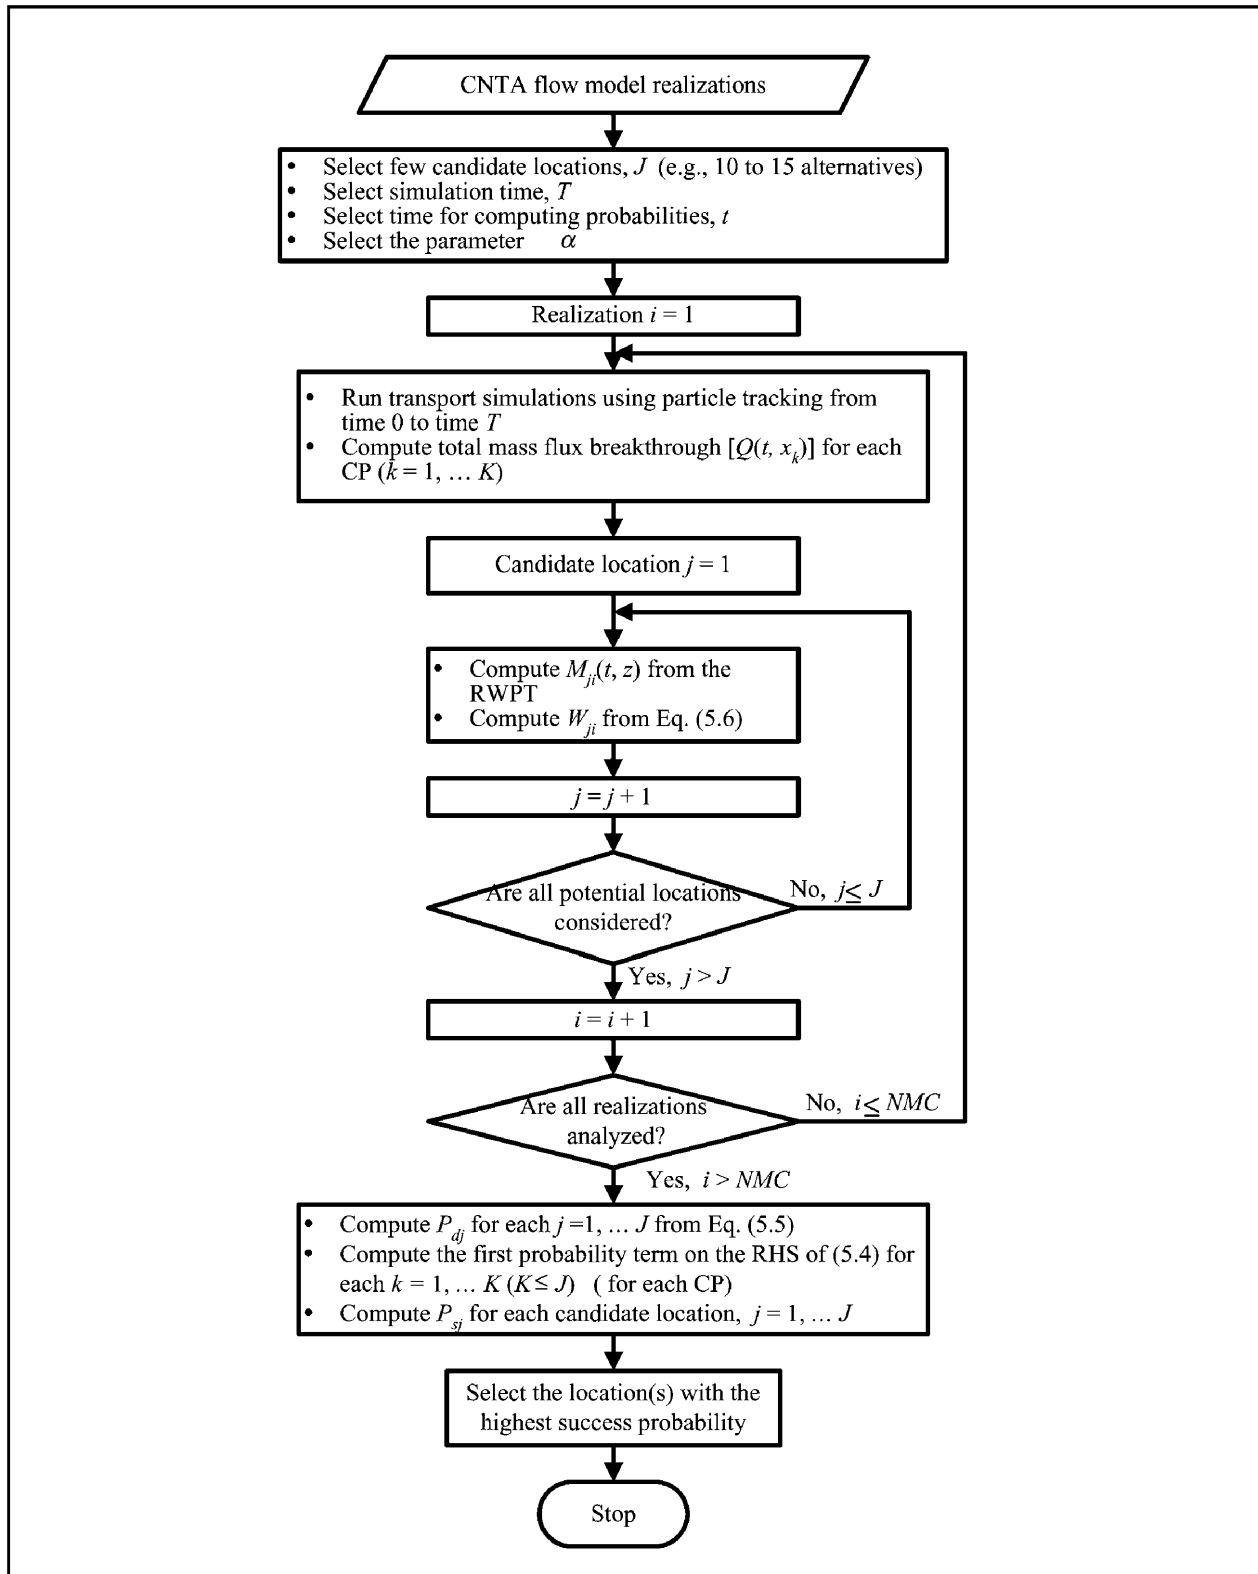 CNTA flow model realizations
• Select few candidate locations, J (e.g., 10 to 15 alternatives)
• Select simulation time, T
• Select time for computing probabilities, t
• Select the parameter α
Realization i = 1
• Run transport simulations using particle tracking from
time 0 to time T
• Compute total mass flux breakthrough [Q(t, xk)] for each
CP (k = 1, … K)
Candidate location j = 1
• Compute Mji(t, z) from the
RWPT
• Compute Wji from Eq. (5.6)
j = j + 1
Are all potential locations
considered?
No, j ≤ J
Yes, j > J
i = i + 1
Are all realizations
analyzed?
No, i ≤ NMC
Yes, i > NMC
• Compute Pdj for each j =1, … J from Eq. (5.5)
• Compute the first probability term on the RHS of (5.4) for
each k = 1, … K (K ≤ J) ( for each CP)
• Compute Psj for each candidate location, j = 1, … J
Select the location(s) with the
highest success probability
Stop